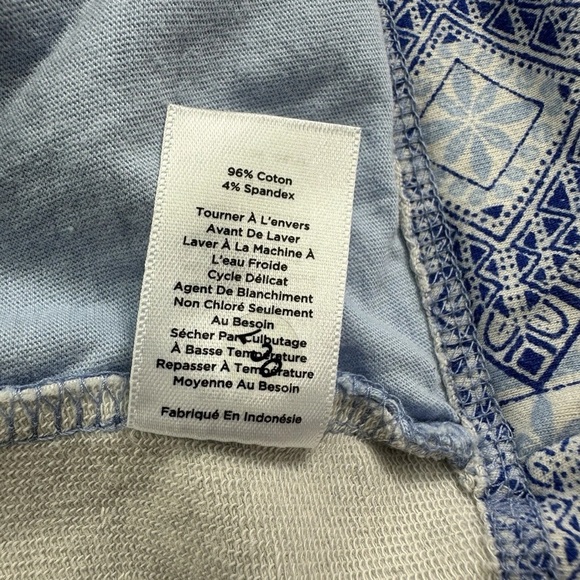 96% Coton
4% Spandex
Tourner À L'envers
Avant De Laver
Laver À La Machine À
L'eau Froide
Cycle Délicat
Agent De Blanchiment
Non Chloré Seulement
Au Besoin
Sécher Par Culbutage
À Basse Température
Repasser À Température
Moyenne Au Besoin
Fabriqué En Indonésie